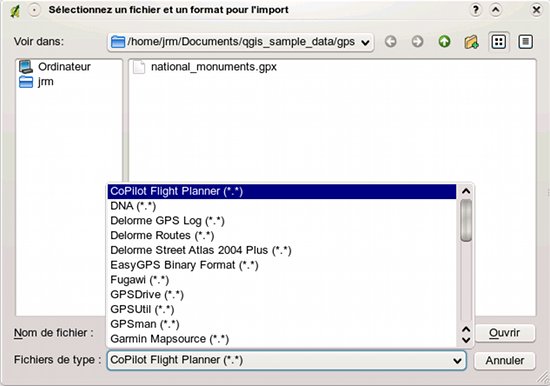 Sélectionnez un fichier et un format pour l'import
Voir dans: /home/jrm/Documents/qgis_sample_data/gps
Ordinateur
jrm
national_monuments.gpx
CoPilot Flight Planner (*.*)
DNA (*.*)
Delorme GPS Log (*.*)
Delorme Routes (*.*)
Delorme Street Atlas 2004 Plus (*.*)
EasyGPS Binary Format (*.*)
Fugawi (*.*)
GPSDrive (*.*)
GPSUtil (*.*)
GPSman (*.*)
Garmin Mapsource (*.*)
Nom de fichier : Ouvrir
Fichiers de type : CoPilot Flight Planner (*.*) Annuler